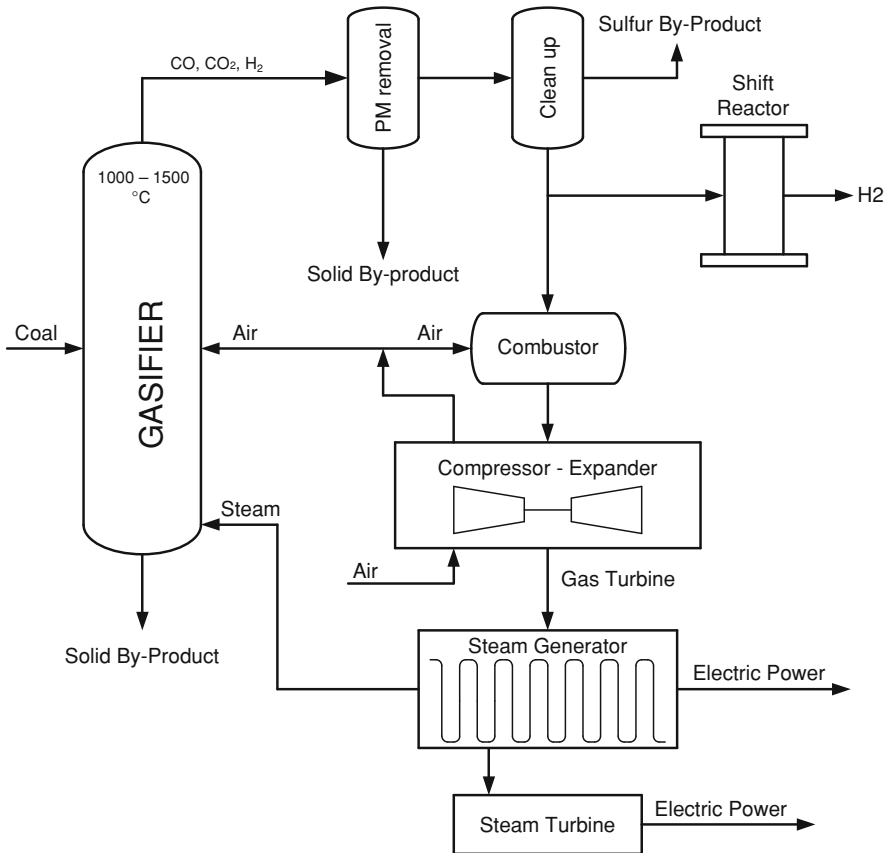 Sulfur By-Product
CO, CO₂, H₂
PM removal
Clean up
Shift
Reactor
1000 – 1500
°C
H2
Solid By-product
Coal
GASIFIER
Air
Air
Combustor
Compressor - Expander
Steam
Air
Gas Turbine
Solid By-Product
Steam Generator
Electric Power
Steam Turbine
Electric Power